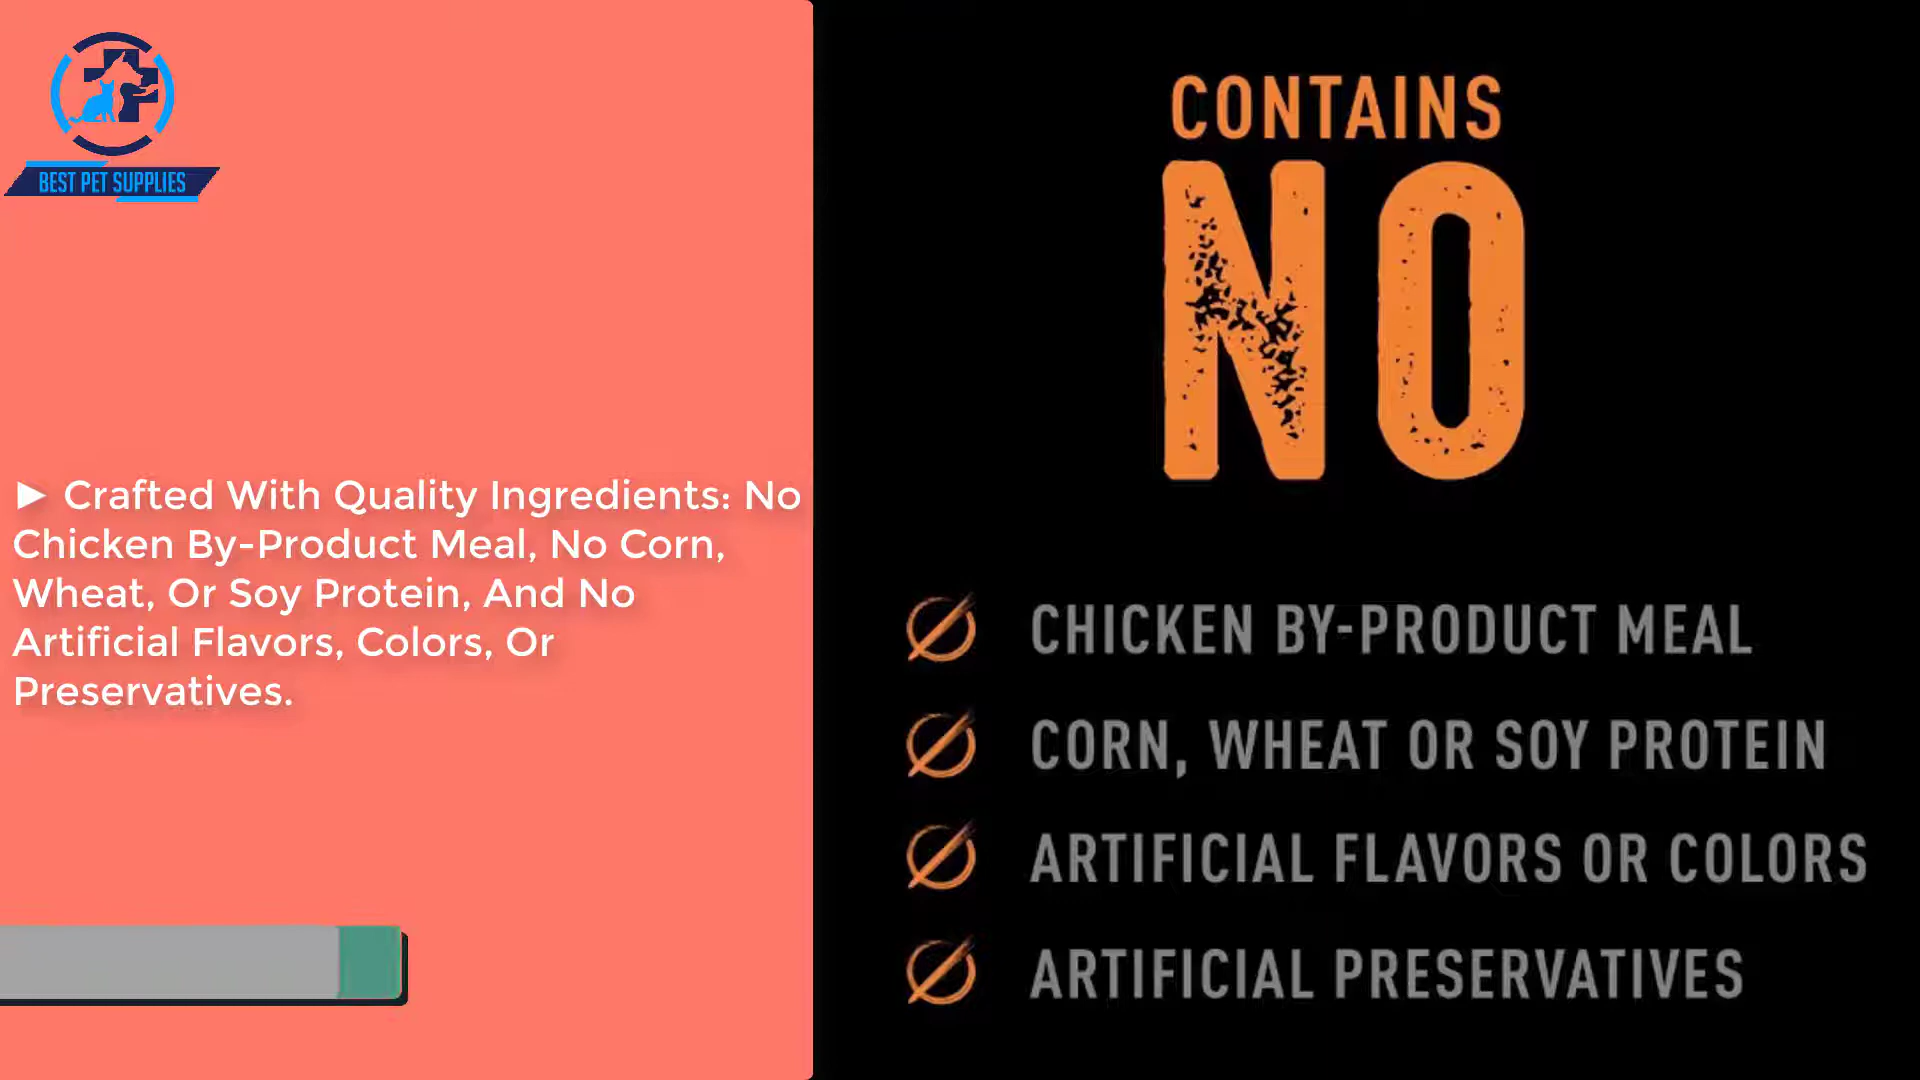 BEST PET SUPPLIES
► Crafted With Quality Ingredients: No
Chicken By-Product Meal, No Corn,
Wheat, Or Soy Protein, And No
Artificial Flavors, Colors, Or
Preservatives.
CONTAINS
NO
CHICKEN BY-PRODUCT MEAL
CORN, WHEAT OR SOY PROTEIN
ARTIFICIAL FLAVORS OR COLORS
ARTIFICIAL PRESERVATIVES